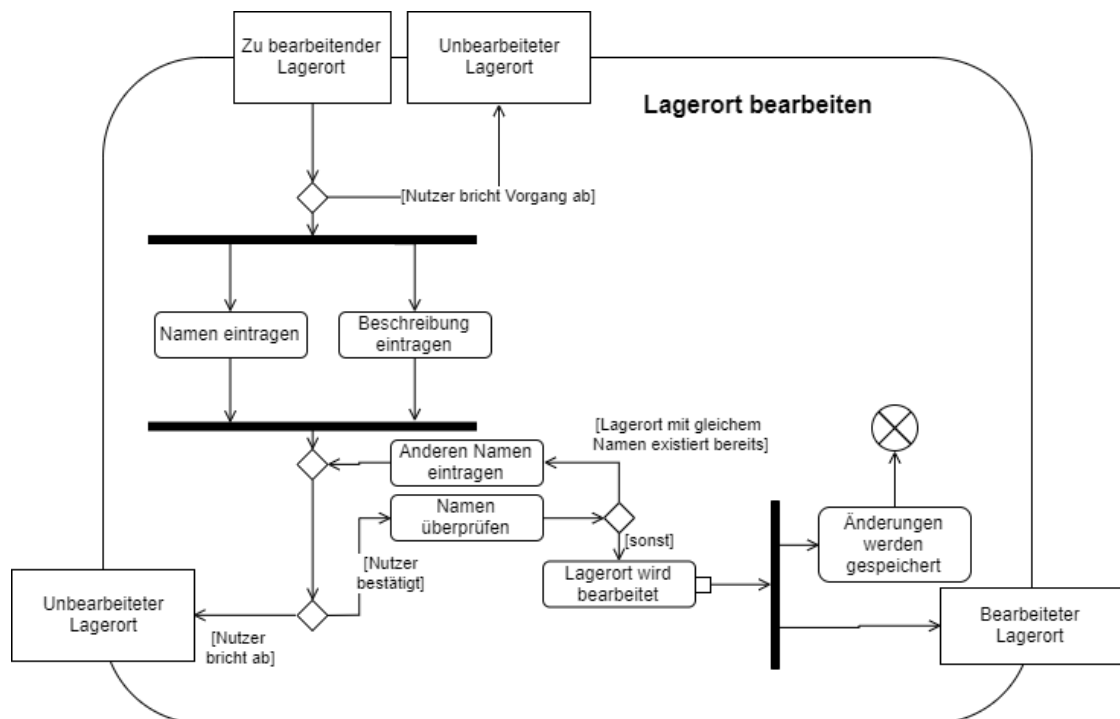 Zu bearbeitender
Lagerort
Unbearbeiteter
Lagerort
Lagerort bearbeiten
[Nutzer bricht Vorgang ab]
Namen eintragen
Beschreibung
eintragen
[Lagerort mit gleichem
Namen existiert bereits]
Anderen Namen
eintragen
Namen
überprüfen
[sonst]
Änderungen
werden
gespeichert
[Nutzer
bestätigt]
Lagerort wird
bearbeitet
Unbearbeiteter
Lagerort
[Nutzer
bricht ab]
Bearbeiteter
Lagerort